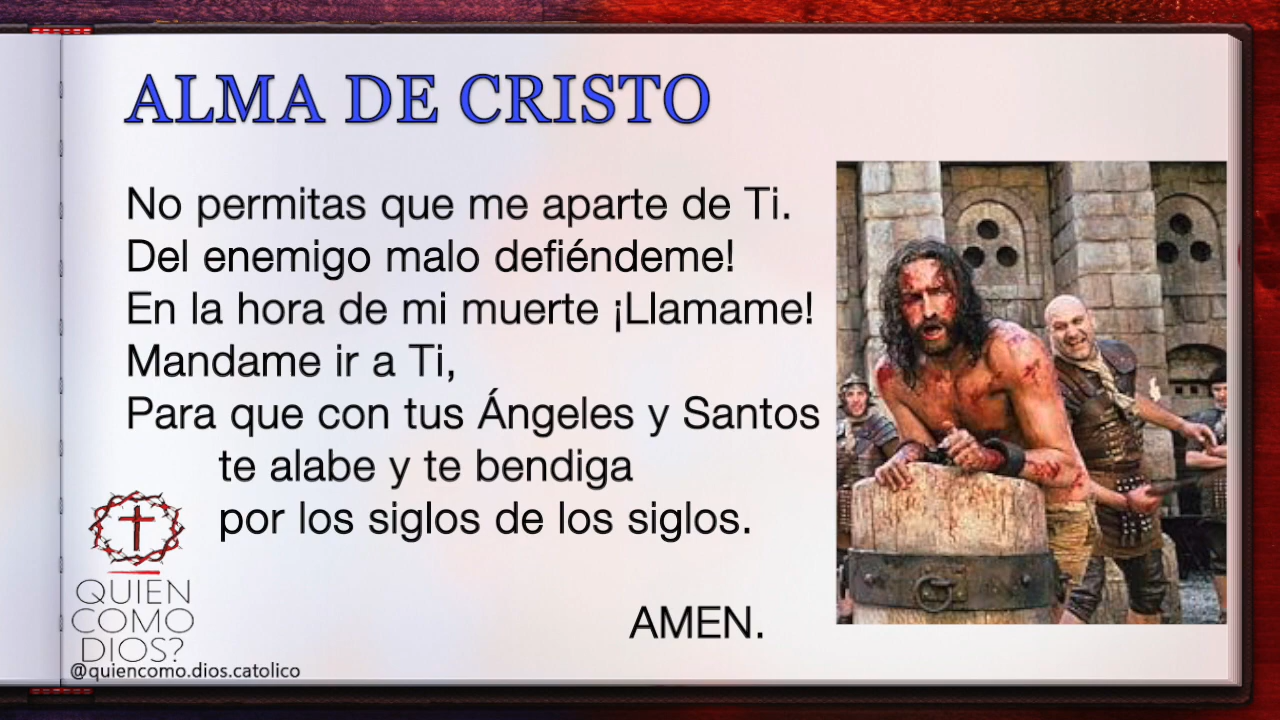 ALMA DE CRISTO
No permitas que me aparte de Ti.
Del enemigo malo defiéndeme!
En la hora de mi muerte ¡Llamame!
Mandame ir a Ti,
Para que con tus Ángeles y Santos
te alabe y te bendiga
por los siglos de los siglos.
AMEN.
QUIEN
COMO
DIOS?
@quiencomo.dios.catolico